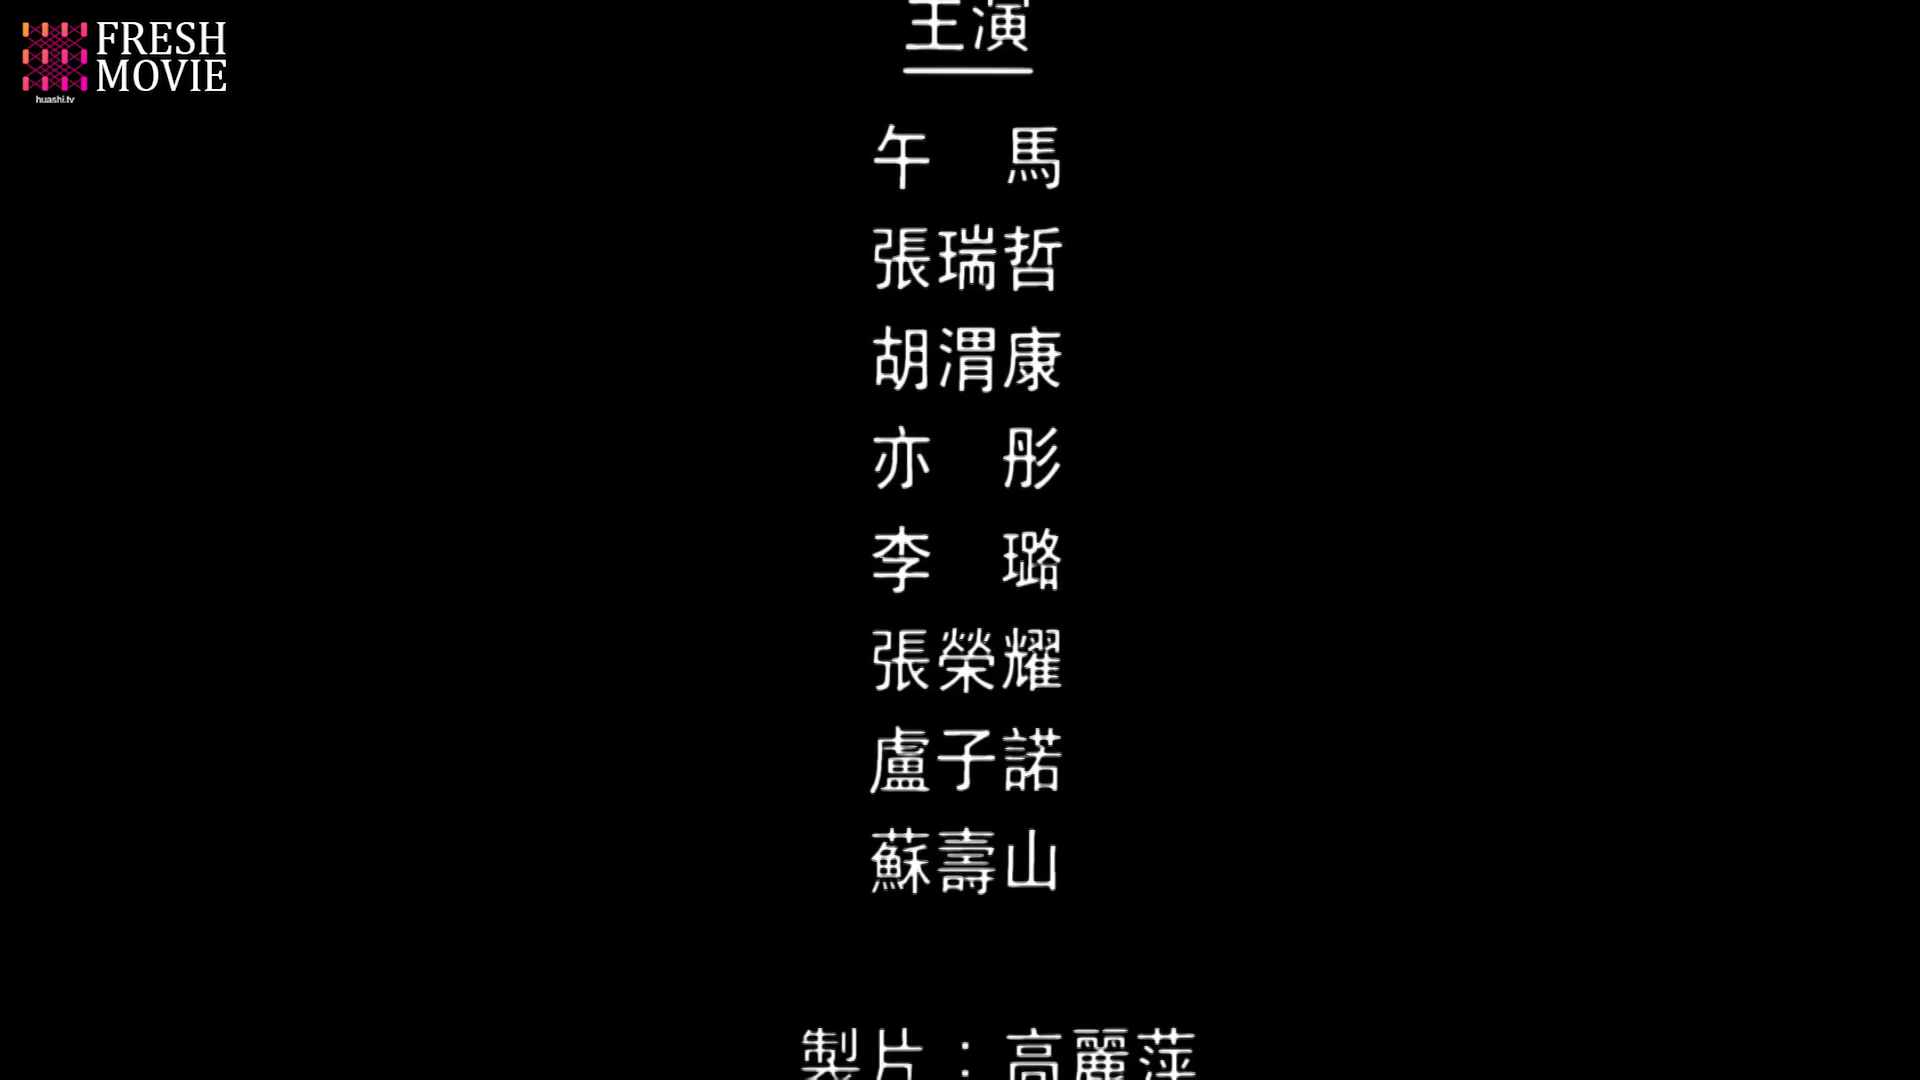 FRESH
MOVIE
huashi.tv
主演
午 馬
張瑞哲
胡渭康
亦 彤
李 璐
張榮耀
盧子諾
蘇壽山
製片：高麗萍